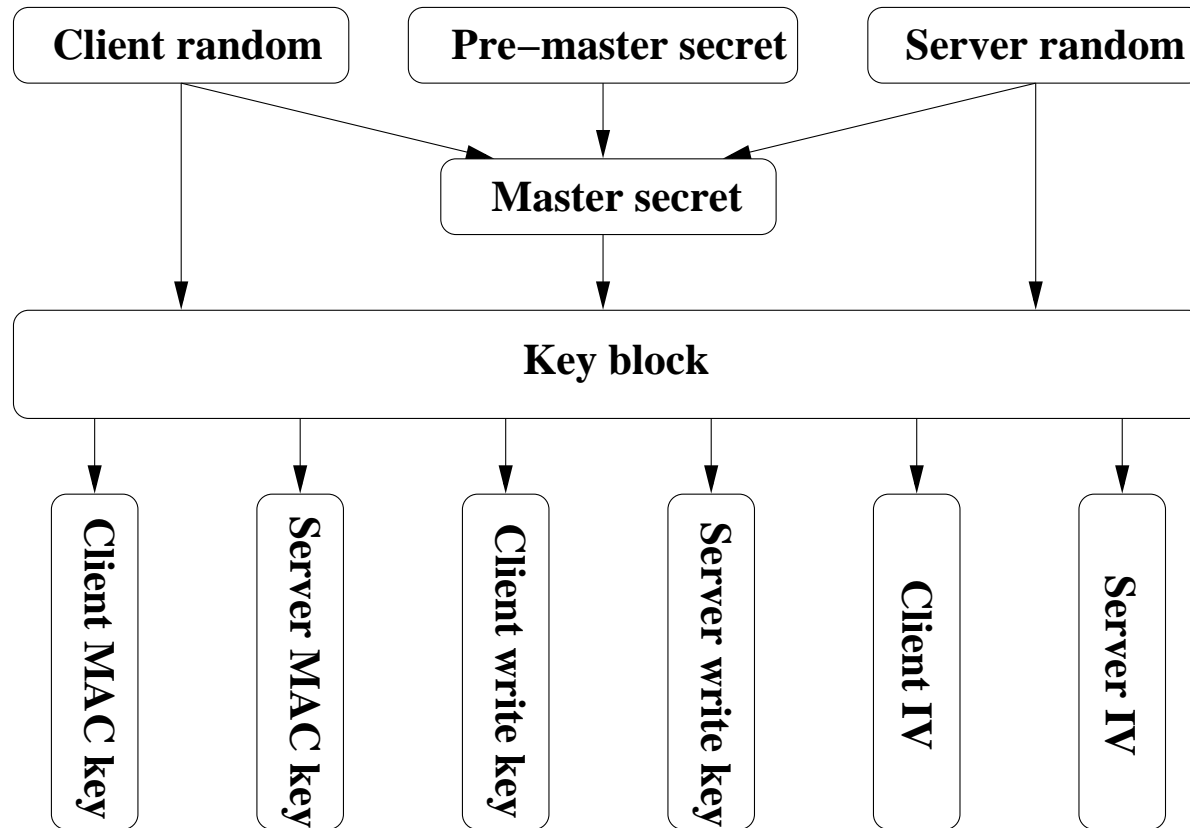 Client random
Pre−master secret
Server random
Master secret
Key block
Client MAC key
Server MAC key
Client write key
Server write key
Client IV
Server IV